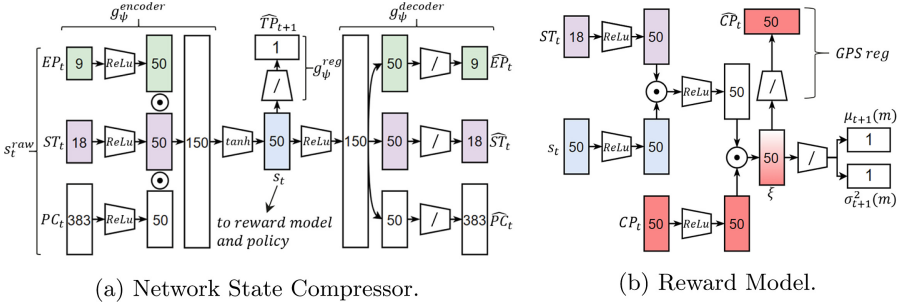 g_ψ^encoder
g_ψ^decoder
s_t^raw
EP_t 9 ReLu 50
ST_t 18 ReLu 50
PC_t 383 ReLu 50
150 tanh 50 ReLu 150
s_t
to reward model
and policy
T̂P_{t+1}
1
/
g_ψ^reg
50 / 9 ÊP_t
50 / 18 ŜT_t
50 / 383 P̂C_t
(a) Network State Compressor.
ST_t 18 ReLu 50
s_t 50 ReLu 50
ReLu 50
CP_t 50 ReLu 50
ĈP_t 50
/
GPS reg
50
ξ
/
μ_{t+1}(m)
1
1
σ²_{t+1}(m)
(b) Reward Model.